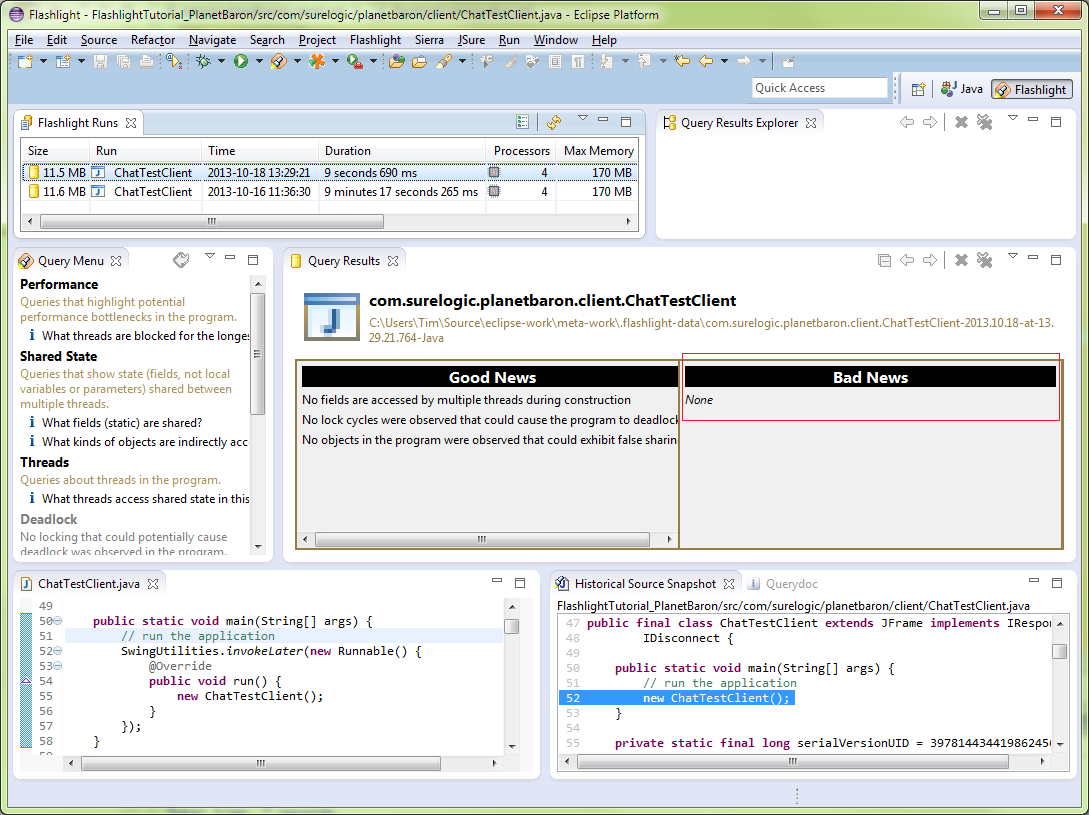 Flashlight - FlashlightTutorial_PlanetBaron/src/com/surelogic/planetbaron/client/ChatTestClient.java - Eclipse Platform
File Edit Source Refactor Navigate Search Project Flashlight Sierra JSure Run Window Help
Quick Access
Java
Flashlight
Flashlight Runs
Size Run Time Duration Processors Max Memory
11.5 MB ChatTestClient 2013-10-18 13:29:21 9 seconds 690 ms 4 170 MB
11.6 MB ChatTestClient 2013-10-16 11:36:30 9 minutes 17 seconds 265 ms 4 170 MB
Query Results Explorer
Query Menu
Performance
Queries that highlight potential
performance bottlenecks in the program.
What threads are blocked for the longes
Shared State
Queries that show state (fields, not local
variables or parameters) shared between
multiple threads.
What fields (static) are shared?
What kinds of objects are indirectly acc
Threads
Queries about threads in the program.
What threads access shared state in this
Deadlock
No locking that could potentially cause
deadlock was observed in the program.
Query Results
com.surelogic.planetbaron.client.ChatTestClient
C:\Users\Tim\Source\eclipse-work\meta-work\.flashlight-data\com.surelogic.planetbaron.client.ChatTestClient-2013.10.18-at-13.
29.21.764-Java
Good News
No fields are accessed by multiple threads during construction
No lock cycles were observed that could cause the program to deadlock
No objects in the program were observed that could exhibit false sharin
Bad News
None
ChatTestClient.java
49
50 public static void main(String[] args) {
51 // run the application
52 SwingUtilities.invokeLater(new Runnable() {
53 @Override
54 public void run() {
55 new ChatTestClient();
56 }
57 });
58 }
Historical Source Snapshot
Querydoc
FlashlightTutorial_PlanetBaron/src/com/surelogic/planetbaron/client/ChatTestClient.java
47 public final class ChatTestClient extends JFrame implements IRespon
48 IDisconnect {
49
50 public static void main(String[] args) {
51 // run the application
52 new ChatTestClient();
53 }
54
55 private static final long serialVersionUID = 397814434419862450